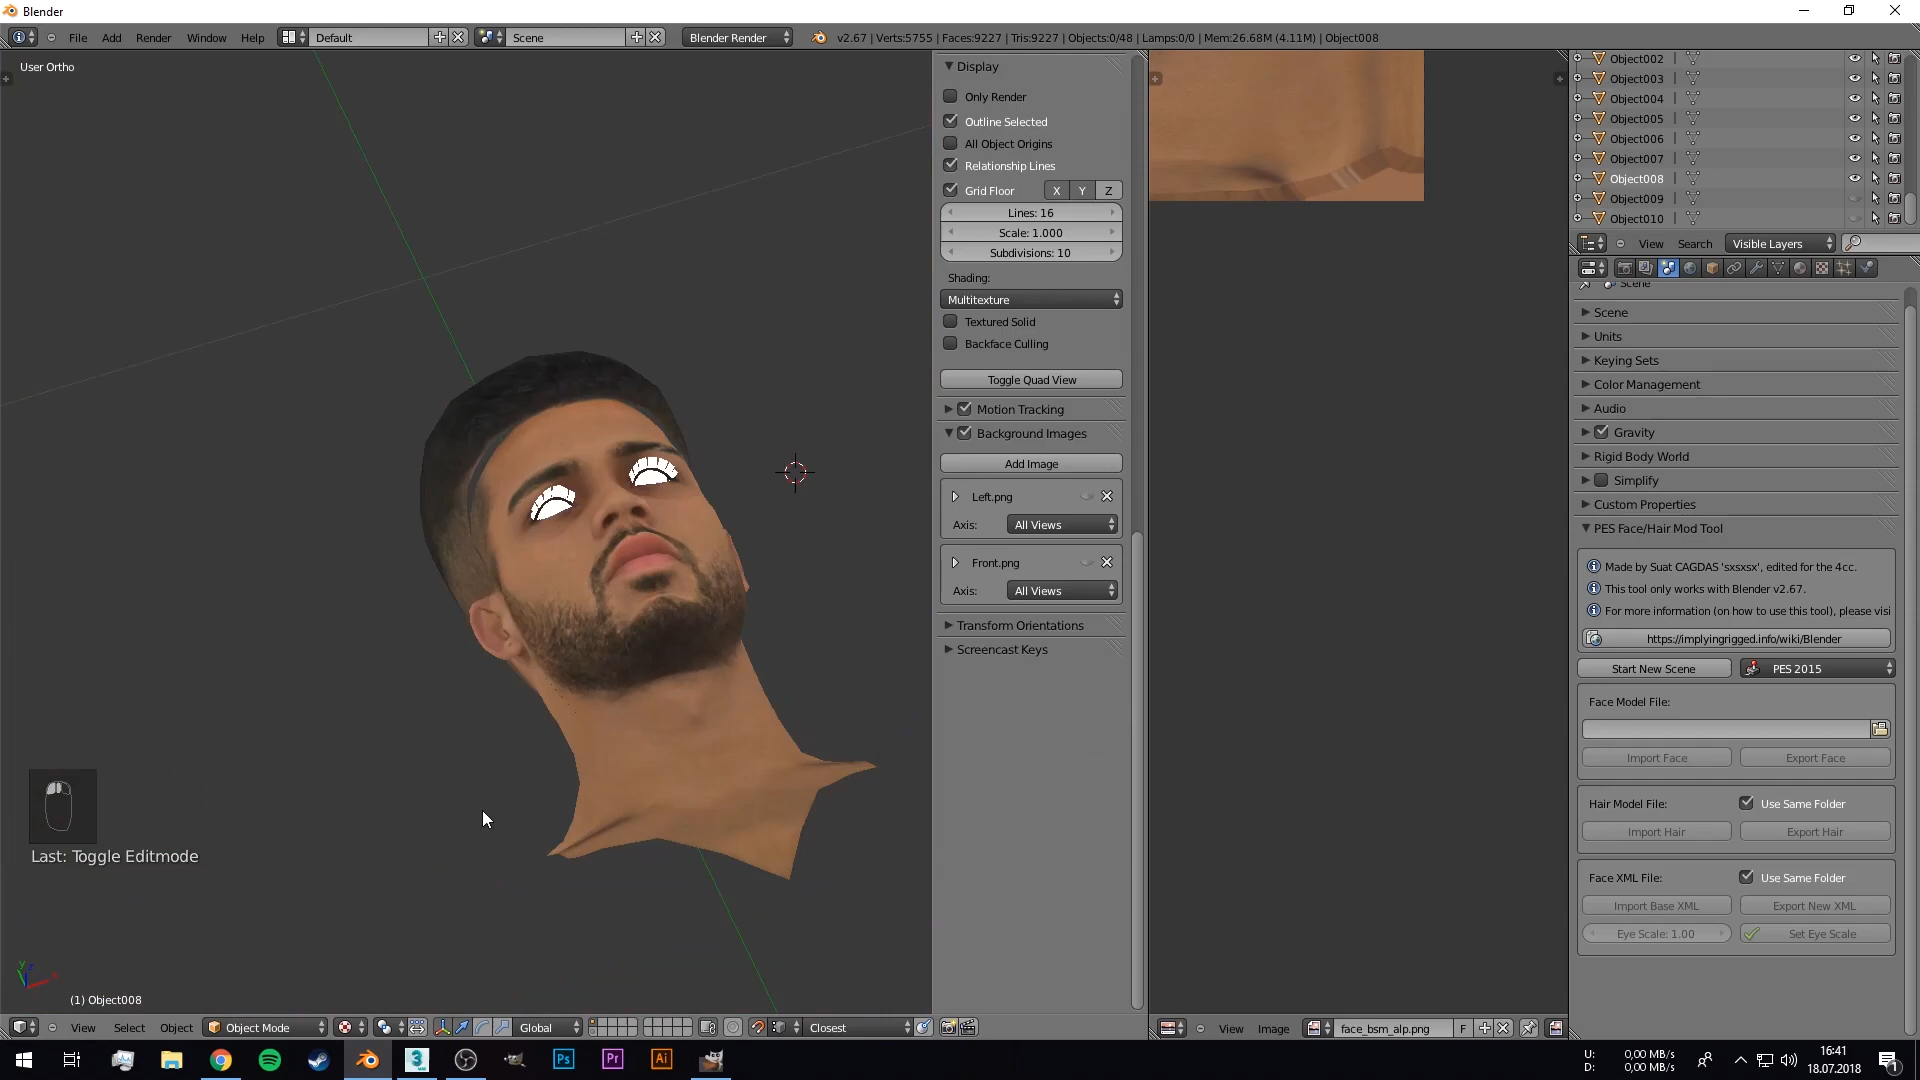 Blender
File Add Render Window Help Default Scene Blender Render v2.67 | Verts:5755 | Faces:9227 | Tris:9227 | Objects:0/48 | Lamps:0/0 | Mem:26.68M (4.11M) | Object008
User Ortho
Last: Toggle Editmode
(1) Object008
View Select Object Object Mode Global Closest
Display
Only Render
Outline Selected
All Object Origins
Relationship Lines
Grid Floor X Y Z
Lines: 16
Scale: 1.000
Subdivisions: 10
Shading:
Multitexture
Textured Solid
Backface Culling
Toggle Quad View
Motion Tracking
Background Images
Add Image
Left.png
Axis: All Views
Front.png
Axis: All Views
Transform Orientations
Screencast Keys
View Image face_bsm_alp.png F
Object002
Object003
Object004
Object005
Object006
Object007
Object008
Object009
Object010
View Search Visible Layers
Scene
Scene
Units
Keying Sets
Color Management
Audio
Gravity
Rigid Body World
Simplify
Custom Properties
PES Face/Hair Mod Tool
Made by Suat CAGDAS 'sxsxsx', edited for the 4cc.
This tool only works with Blender v2.67.
For more information (on how to use this tool), please visi
https://implyingrigged.info/wiki/Blender
Start New Scene PES 2015
Face Model File:
Import Face Export Face
Hair Model File: Use Same Folder
Import Hair Export Hair
Face XML File: Use Same Folder
Import Base XML Export New XML
Eye Scale: 1.00 Set Eye Scale
Ps Pr Ai
U: 0,00 MB/s
D: 0,00 MB/s
16:41
18.07.2018
1